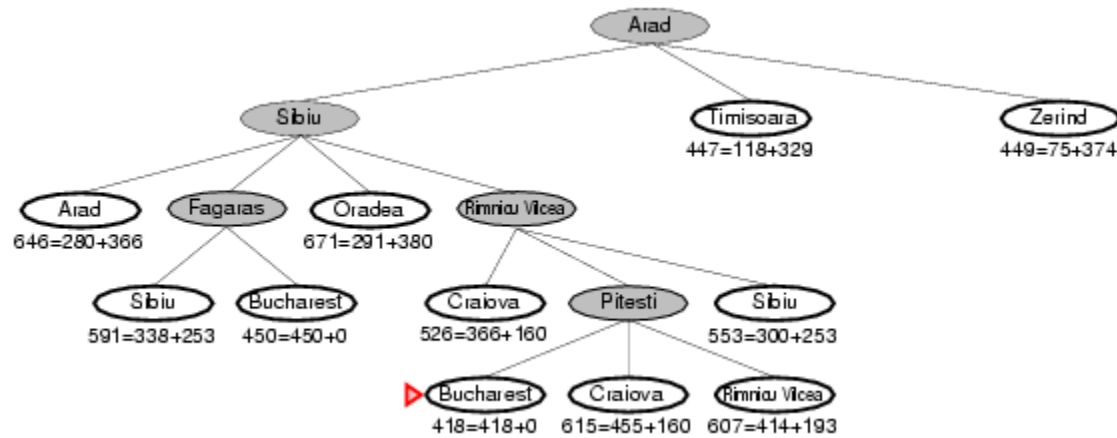 Arad
Sibiu
Timisoara
447=118+329
Zerind
449=75+374
Arad
646=280+366
Fagaras
Oradea
671=291+380
Rimnicu Vilcea
Sibiu
591=338+253
Bucharest
450=450+0
Craiova
526=366+160
Pitesti
Sibiu
553=300+253
Bucharest
418=418+0
Craiova
615=455+160
Rimnicu Vilcea
607=414+193